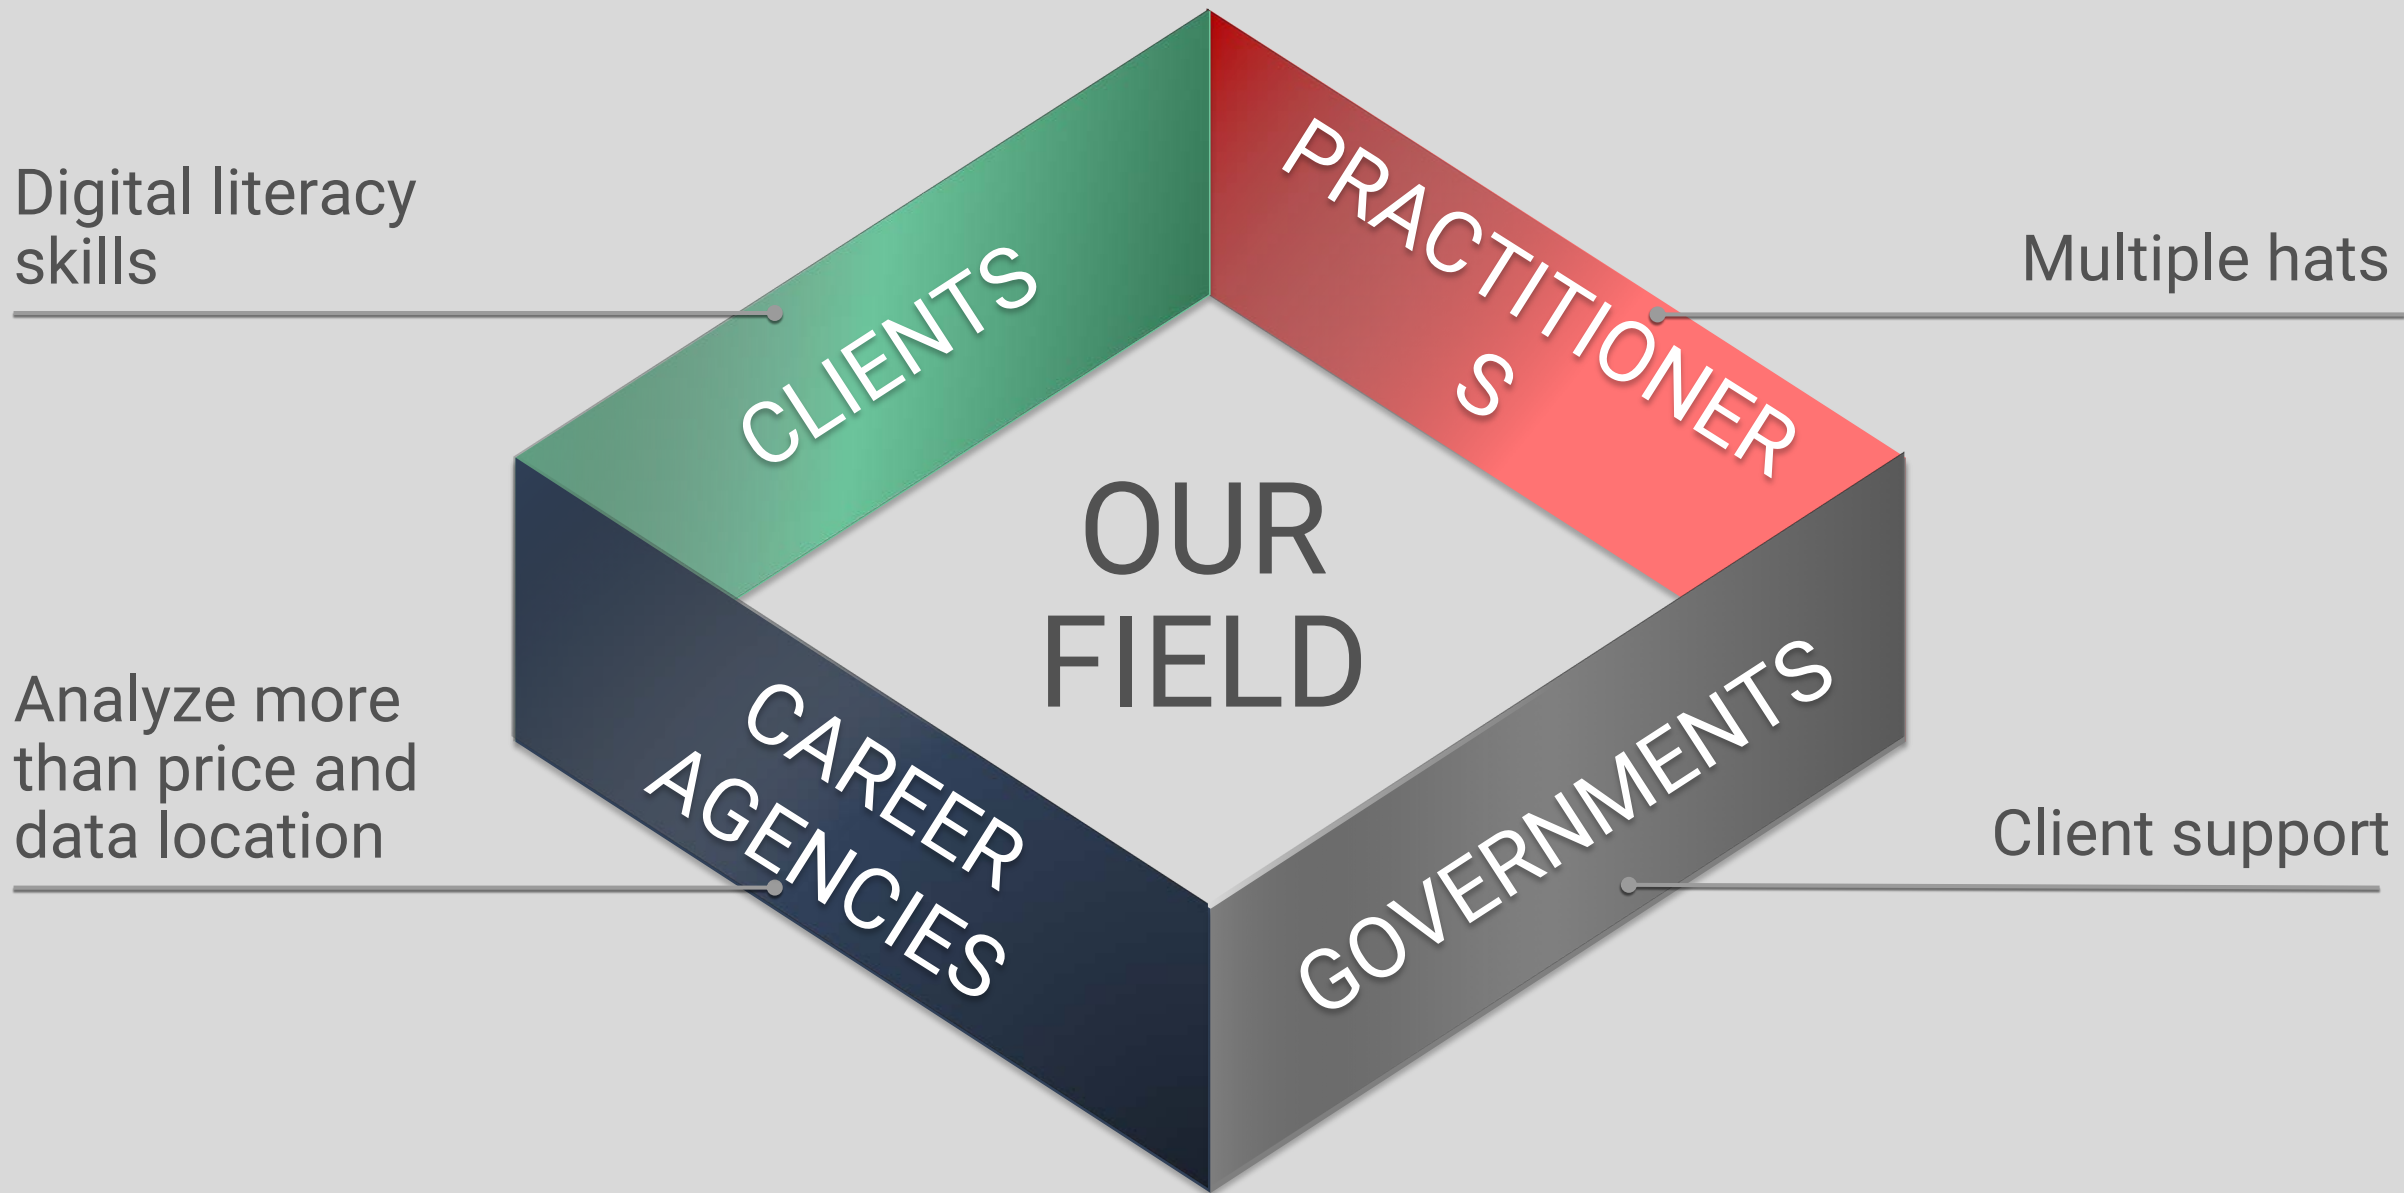 Digital literacy
skills
CLIENTS
PRACTITIONER
S
Multiple hats
OUR
FIELD
Analyze more
than price and
data location
CAREER
AGENCIES
GOVERNMENTS
Client support